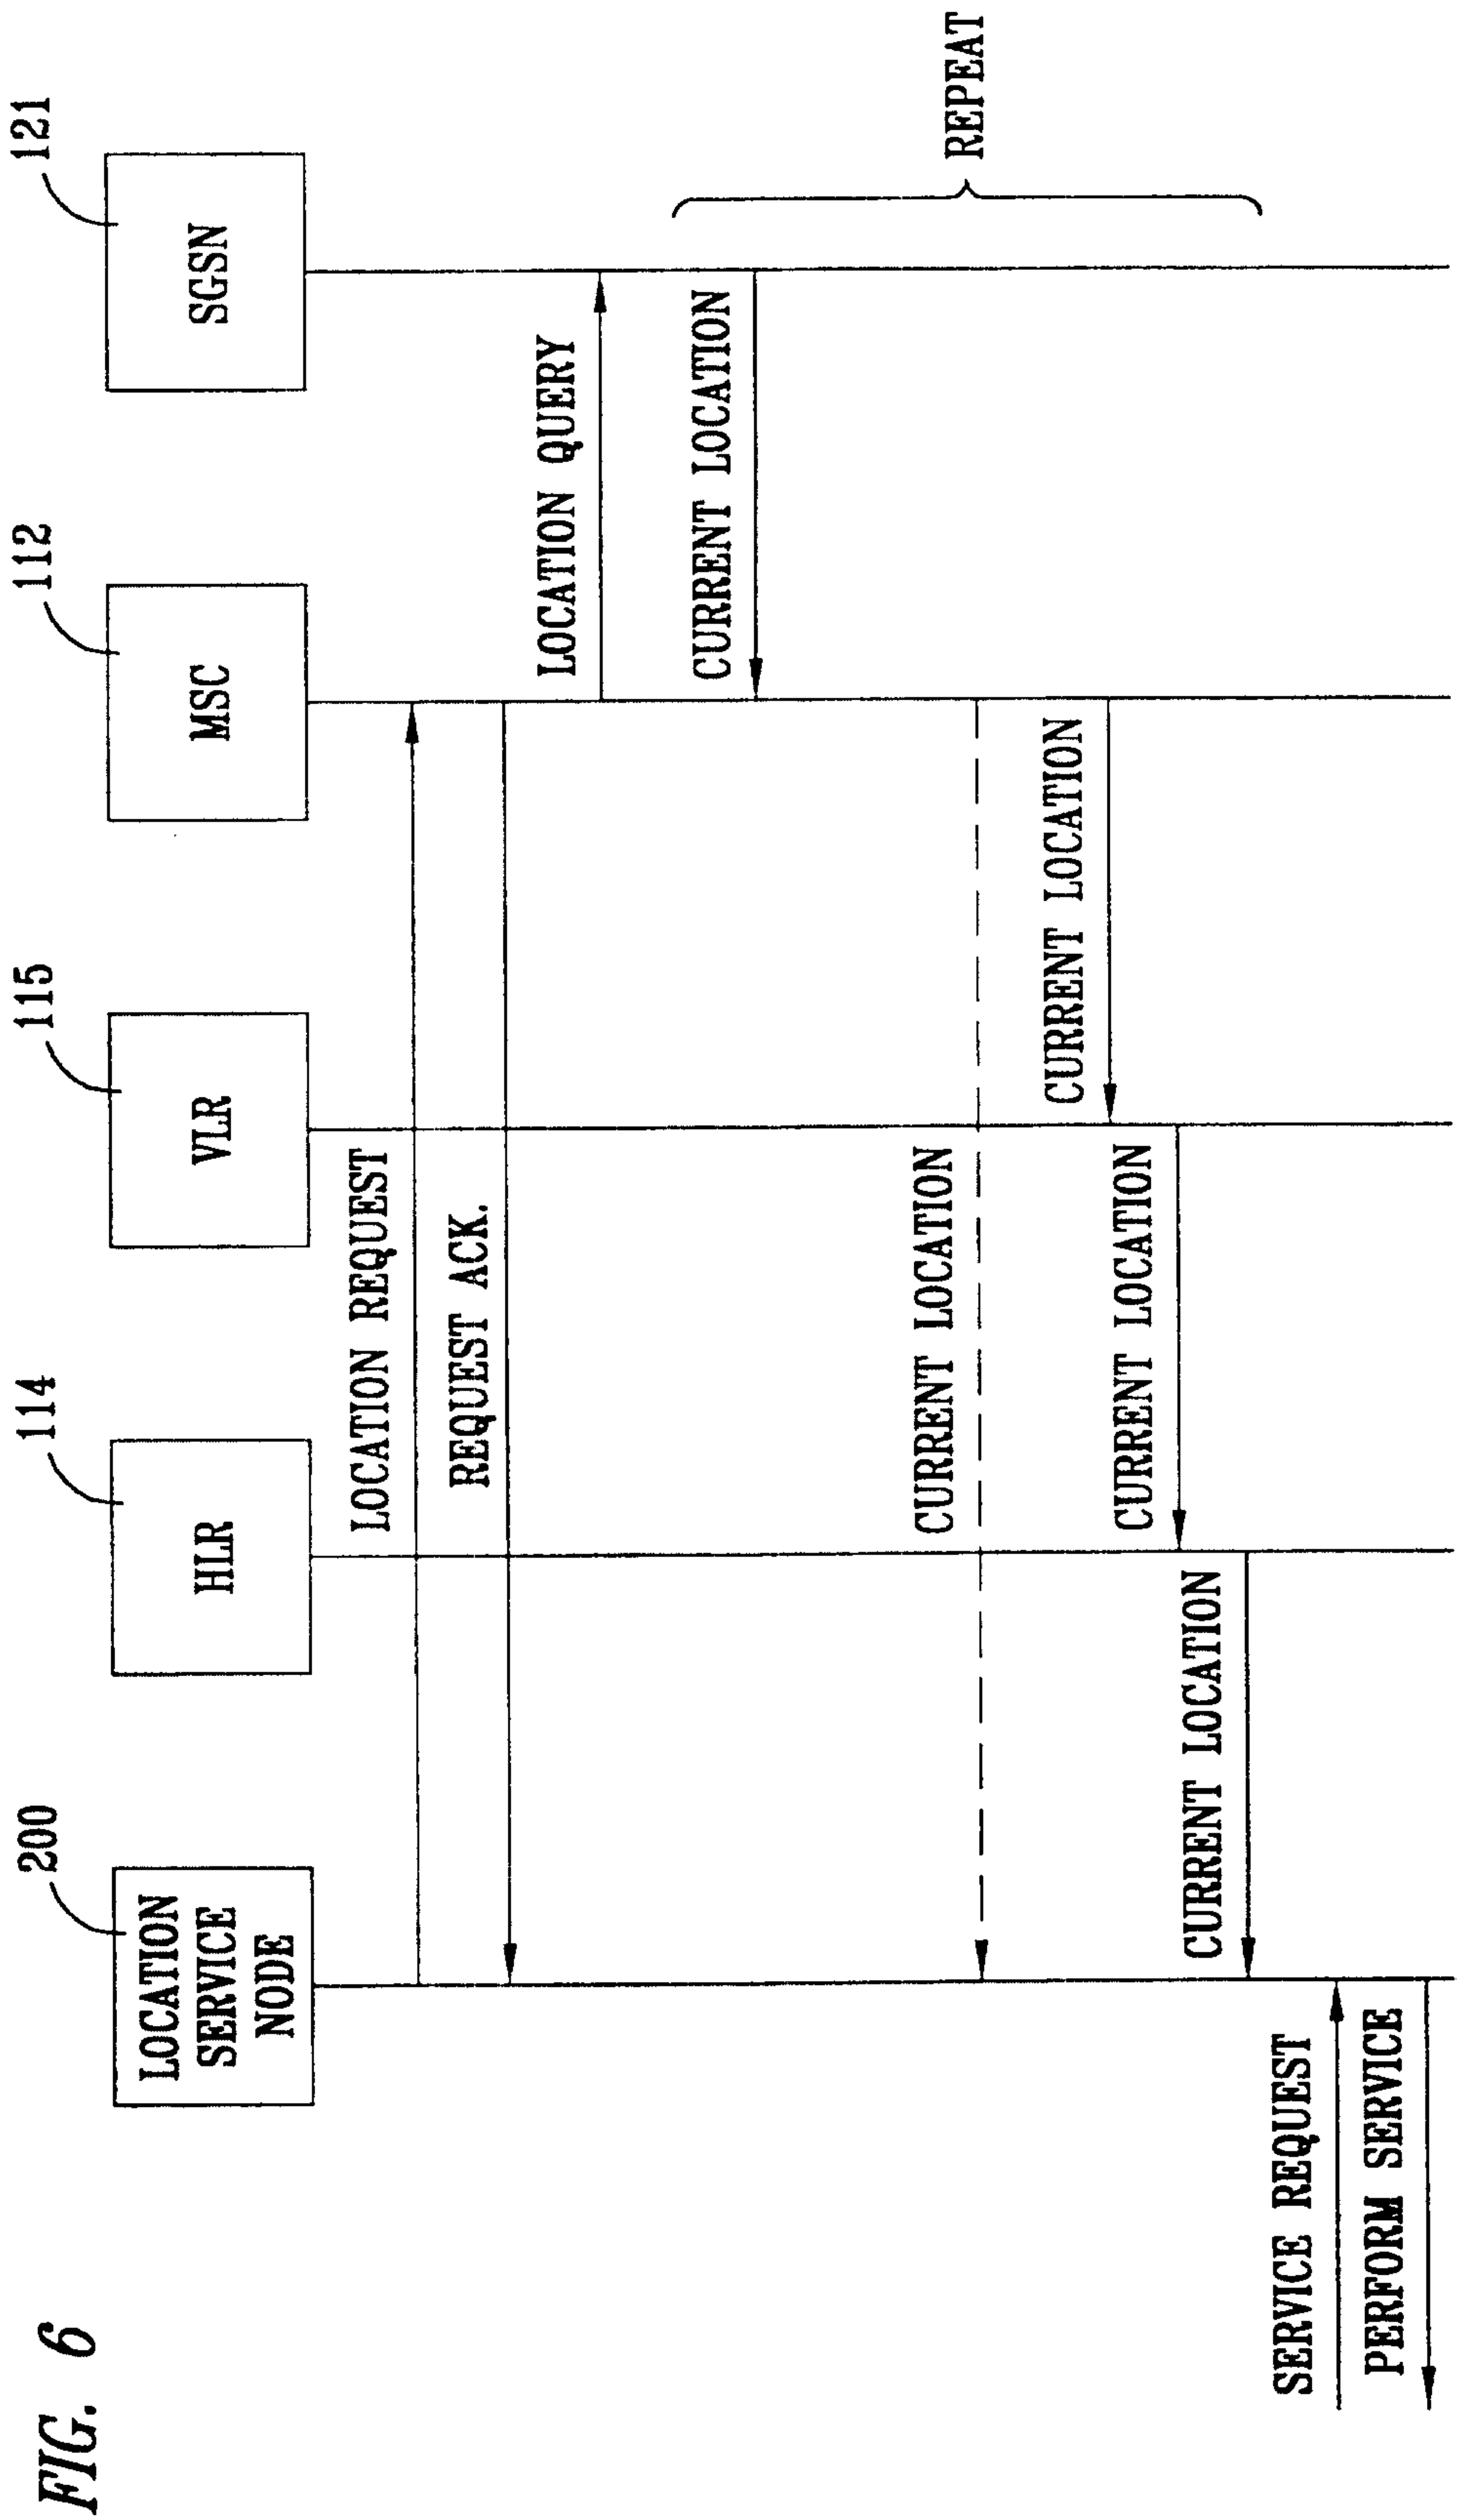 FIG. 6
200
114
115
112
121
LOCATION
SERVICE
NODE
HLR
VLR
MSC
SGSN
LOCATION REQUEST
REQUEST ACK.
LOCATION QUERY
CURRENT LOCATION
CURRENT LOCATION
CURRENT LOCATION
CURRENT LOCATION
CURRENT LOCATION
REPEAT
SERVICE REQUEST
PERFORM SERVICE